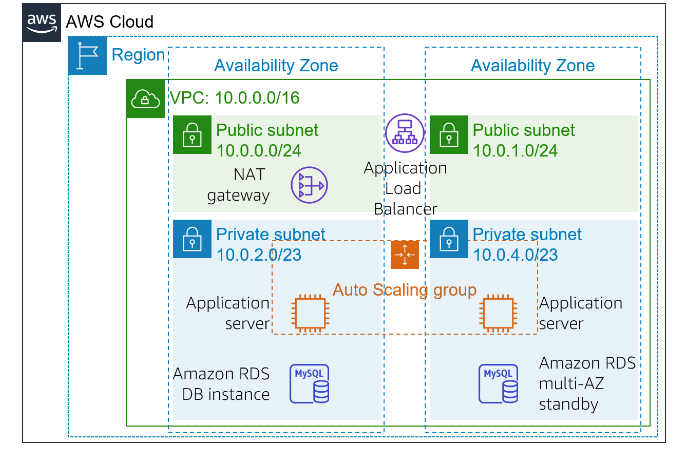 aws
AWS Cloud
Region
Availability Zone
Availability Zone
VPC: 10.0.0.0/16
Public subnet
10.0.0.0/24
Public subnet
10.0.1.0/24
NAT
gateway
Application
Load
Balancer
Private subnet
10.0.2.0/23
Private subnet
10.0.4.0/23
Auto Scaling group
Application
server
Application
server
Amazon RDS
DB instance
MySQL
MySQL
Amazon RDS
multi-AZ
standby